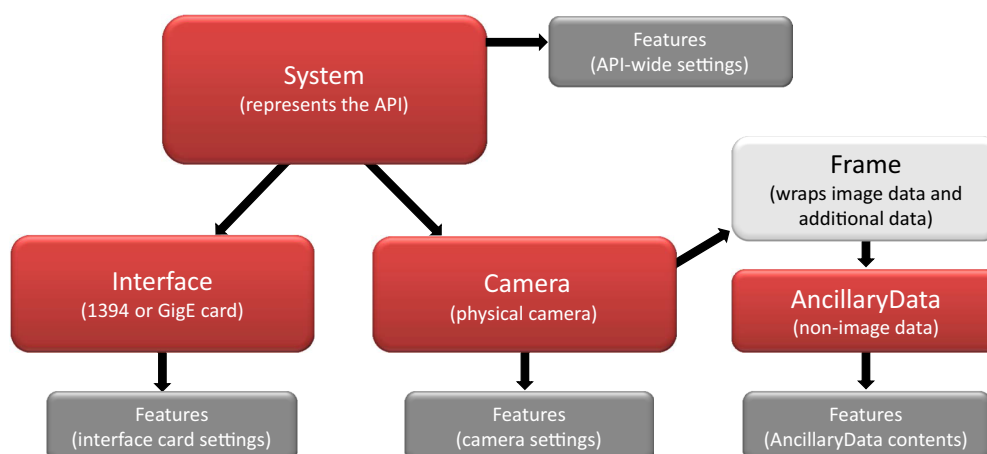 System
(represents the API)
Features
(API-wide settings)
Interface
(1394 or GigE card)
Features
(interface card settings)
Camera
(physical camera)
Features
(camera settings)
Frame
(wraps image data and
additional data)
AncillaryData
(non-image data)
Features
(AncillaryData contents)